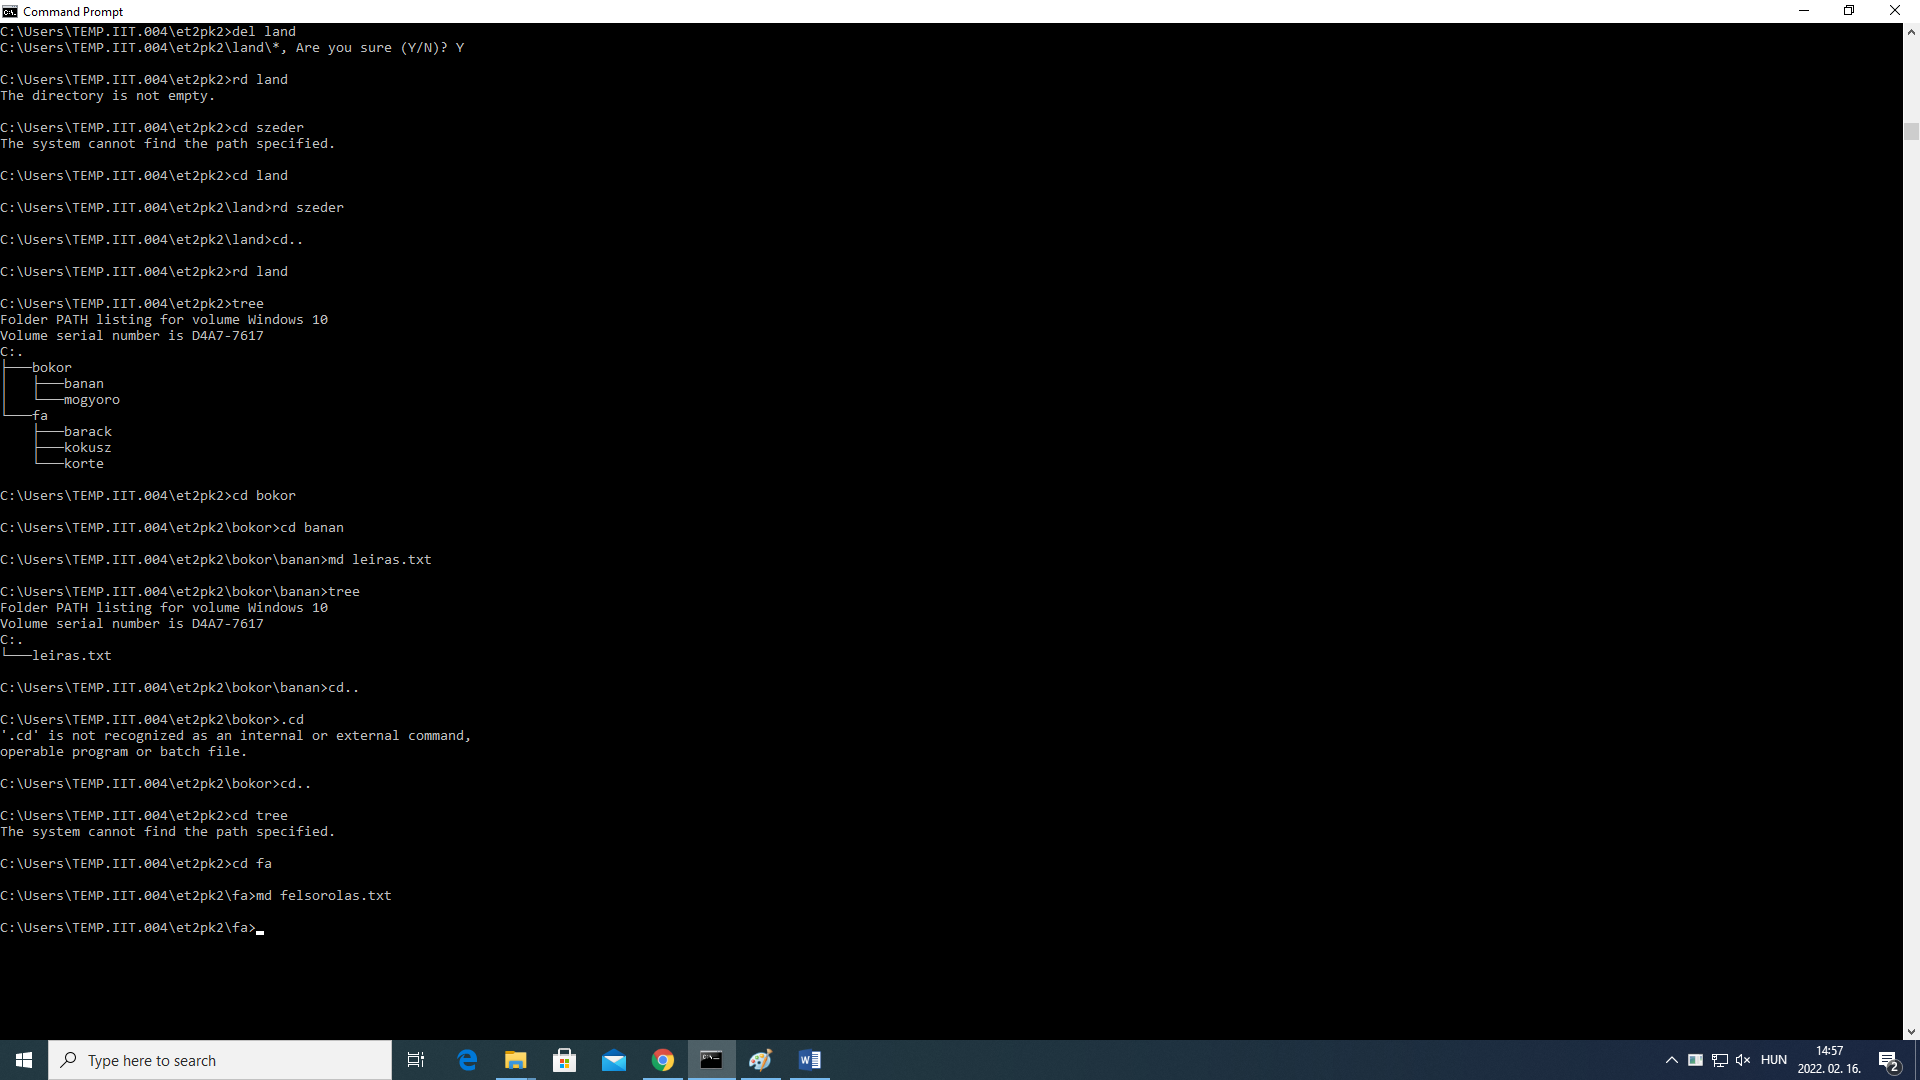 Command Prompt
C:\Users\TEMP.IIT.004\et2pk2>del land
C:\Users\TEMP.IIT.004\et2pk2\land\*, Are you sure (Y/N)? Y
C:\Users\TEMP.IIT.004\et2pk2>rd land
The directory is not empty.
C:\Users\TEMP.IIT.004\et2pk2>cd szeder
The system cannot find the path specified.
C:\Users\TEMP.IIT.004\et2pk2>cd land
C:\Users\TEMP.IIT.004\et2pk2\land>rd szeder
C:\Users\TEMP.IIT.004\et2pk2\land>cd..
C:\Users\TEMP.IIT.004\et2pk2>rd land
C:\Users\TEMP.IIT.004\et2pk2>tree
Folder PATH listing for volume Windows 10
Volume serial number is D4A7-7617
C:.
├───bokor
│   ├───banan
│   └───mogyoro
└───fa
    ├───barack
    ├───kokusz
    └───korte
C:\Users\TEMP.IIT.004\et2pk2>cd bokor
C:\Users\TEMP.IIT.004\et2pk2\bokor>cd banan
C:\Users\TEMP.IIT.004\et2pk2\bokor\banan>md leiras.txt
C:\Users\TEMP.IIT.004\et2pk2\bokor\banan>tree
Folder PATH listing for volume Windows 10
Volume serial number is D4A7-7617
C:.
└───leiras.txt
C:\Users\TEMP.IIT.004\et2pk2\bokor\banan>cd..
C:\Users\TEMP.IIT.004\et2pk2\bokor>.cd
'.cd' is not recognized as an internal or external command,
operable program or batch file.
C:\Users\TEMP.IIT.004\et2pk2\bokor>cd..
C:\Users\TEMP.IIT.004\et2pk2>cd tree
The system cannot find the path specified.
C:\Users\TEMP.IIT.004\et2pk2>cd fa
C:\Users\TEMP.IIT.004\et2pk2\fa>md felsorolas.txt
C:\Users\TEMP.IIT.004\et2pk2\fa>
Type here to search
HUN
14:57
2022. 02. 16.
2